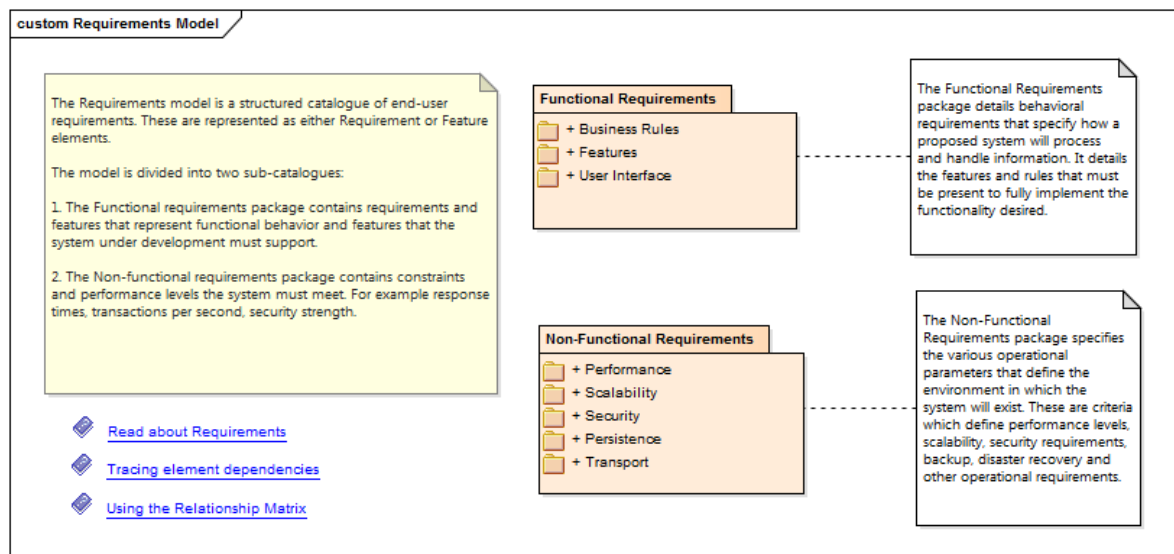 custom Requirements Model
The Requirements model is a structured catalogue of end-user
requirements. These are represented as either Requirement or Feature
elements.
The model is divided into two sub-catalogues:
1. The Functional requirements package contains requirements and
features that represent functional behavior and features that the
system under development must support.
2. The Non-functional requirements package contains constraints
and performance levels the system must meet. For example response
times, transactions per second, security strength.
Read about Requirements
Tracing element dependencies
Using the Relationship Matrix
Functional Requirements
+ Business Rules
+ Features
+ User Interface
The Functional Requirements
package details behavioral
requirements that specify how a
proposed system will process
and handle information. It details
the features and rules that must
be present to fully implement the
functionality desired.
Non-Functional Requirements
+ Performance
+ Scalability
+ Security
+ Persistence
+ Transport
The Non-Functional
Requirements package specifies
the various operational
parameters that define the
environment in which the
system will exist. These are criteria
which define performance levels,
scalability, security requirements,
backup, disaster recovery and
other operational requirements.